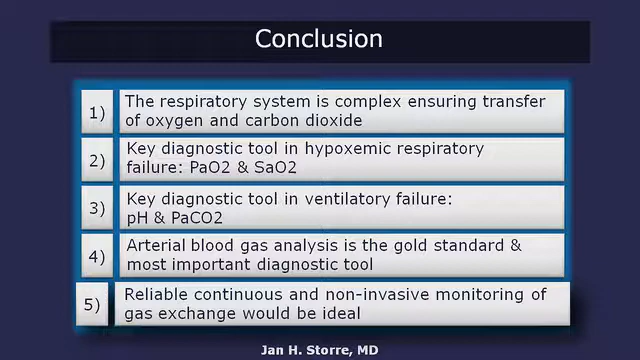 Conclusion
1) The respiratory system is complex ensuring transfer
of oxygen and carbon dioxide
2) Key diagnostic tool in hypoxemic respiratory
failure: PaO2 & SaO2
3) Key diagnostic tool in ventilatory failure:
pH & PaCO2
4) Arterial blood gas analysis is the gold standard &
most important diagnostic tool
5) Reliable continuous and non-invasive monitoring of
gas exchange would be ideal
Jan H. Storre, MD